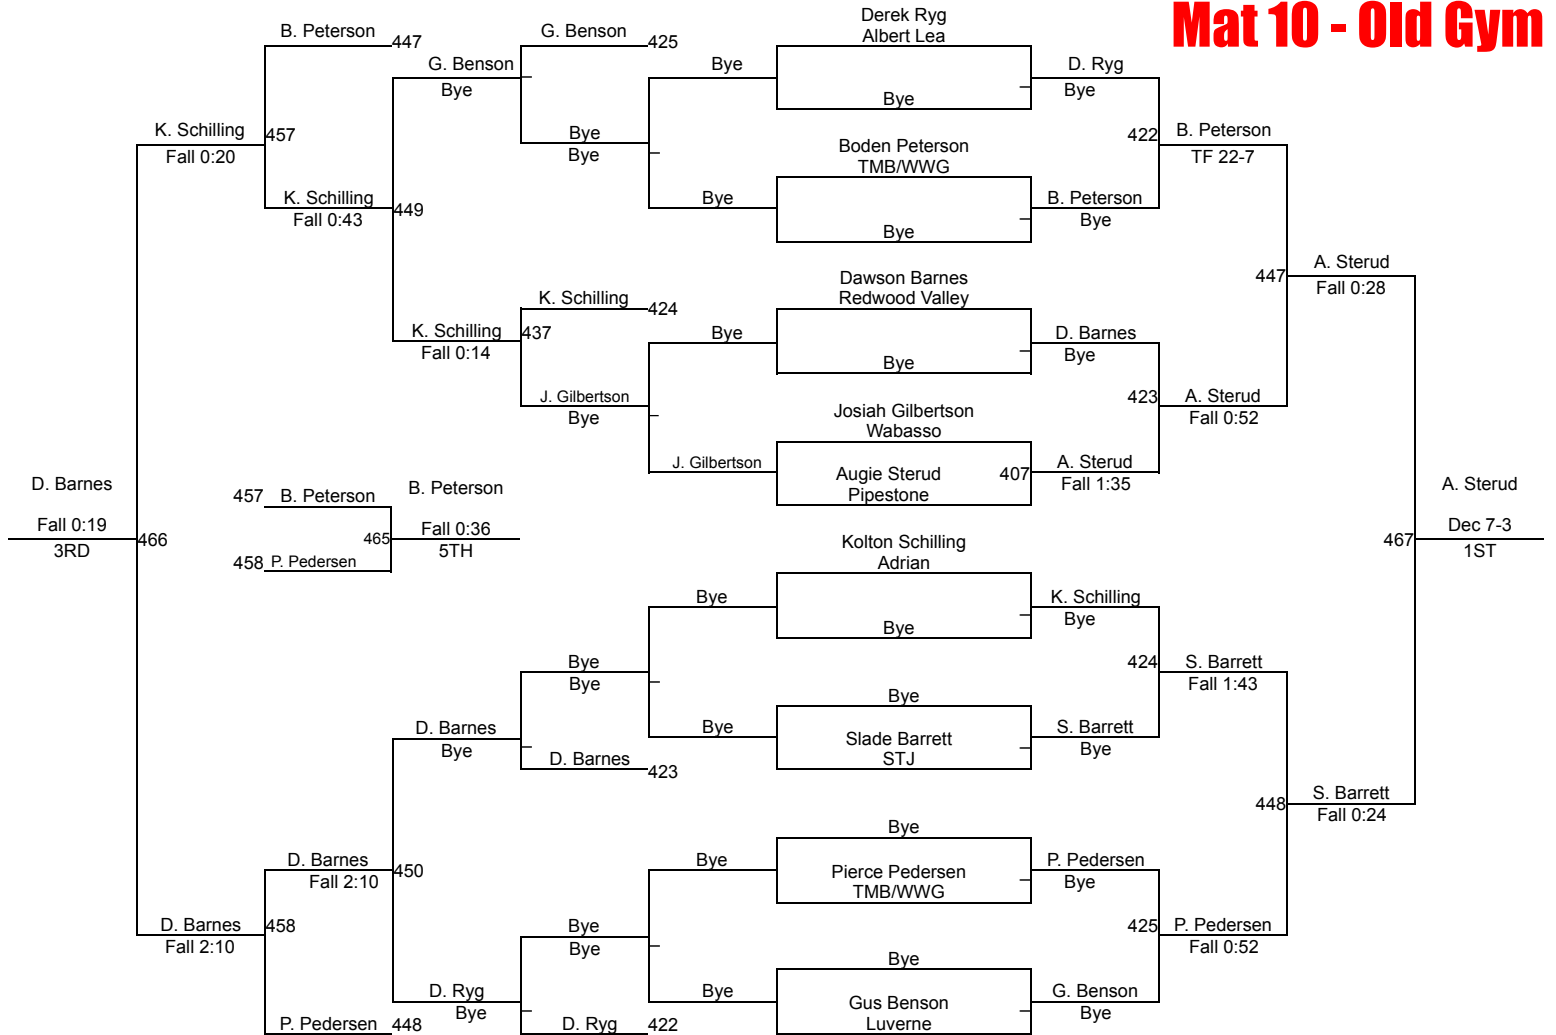 Mat 10 - Old Gym
Derek Ryg
Albert Lea
Bye
Boden Peterson
TMB/WWG
Bye
Dawson Barnes
Redwood Valley
Bye
Josiah Gilbertson
Wabasso
Augie Sterud
Pipestone
407
Kolton Schilling
Adrian
Bye
Bye
Slade Barrett
STJ
Bye
Pierce Pedersen
TMB/WWG
Bye
Gus Benson
Luverne
D. Ryg
Bye
422
B. Peterson
Bye
D. Barnes
Bye
423
A. Sterud
Fall 1:35
K. Schilling
Bye
424
S. Barrett
Bye
P. Pedersen
Bye
425
G. Benson
Bye
B. Peterson
TF 22-7
447
A. Sterud
Fall 0:52
S. Barrett
Fall 1:43
448
P. Pedersen
Fall 0:52
A. Sterud
Fall 0:28
467
S. Barrett
Fall 0:24
A. Sterud
Dec 7-3
1ST
Bye
Bye
Bye
J. Gilbertson
Bye
Bye
Bye
Bye
G. Benson
425
Bye
Bye
K. Schilling
424
J. Gilbertson
Bye
Bye
Bye
D. Barnes
423
Bye
Bye
D. Ryg
422
G. Benson
Bye
K. Schilling
437
Fall 0:14
D. Barnes
Bye
D. Ryg
Bye
B. Peterson
447
K. Schilling
449
Fall 0:43
D. Barnes
450
Fall 2:10
P. Pedersen
448
K. Schilling
457
Fall 0:20
D. Barnes
458
Fall 2:10
D. Barnes
Fall 0:19
466
3RD
457
B. Peterson
458
P. Pedersen
465
B. Peterson
Fall 0:36
5TH